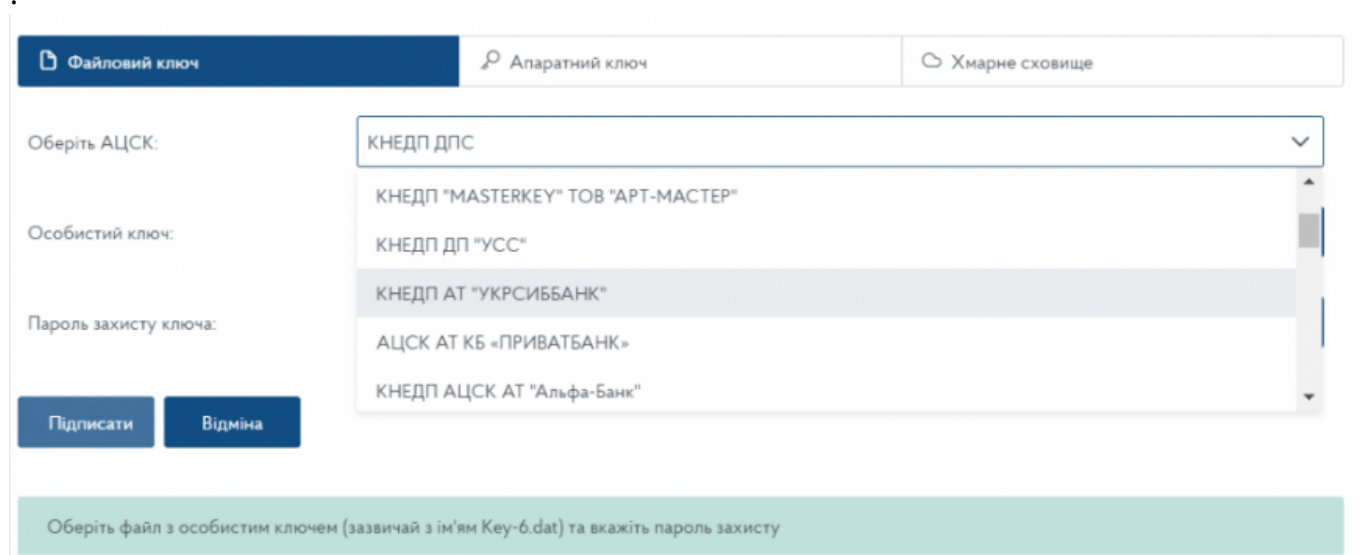 Файловий ключ
Апаратний ключ
Хмарне сховище
Оберіть АЦСК:
КНЕДП ДПС
КНЕДП "MASTERKEY" ТОВ "АРТ-МАСТЕР"
Особистий ключ:
КНЕДП ДП "УСС"
КНЕДП АТ "УКРСИББАНК"
Пароль захисту ключа:
АЦСК АТ КБ «ПРИВАТБАНК»
КНЕДП АЦСК АТ "Альфа-Банк"
Підписати
Відміна
Оберіть файл з особистим ключем (зазвичай з ім'ям Key-6.dat) та вкажіть пароль захисту